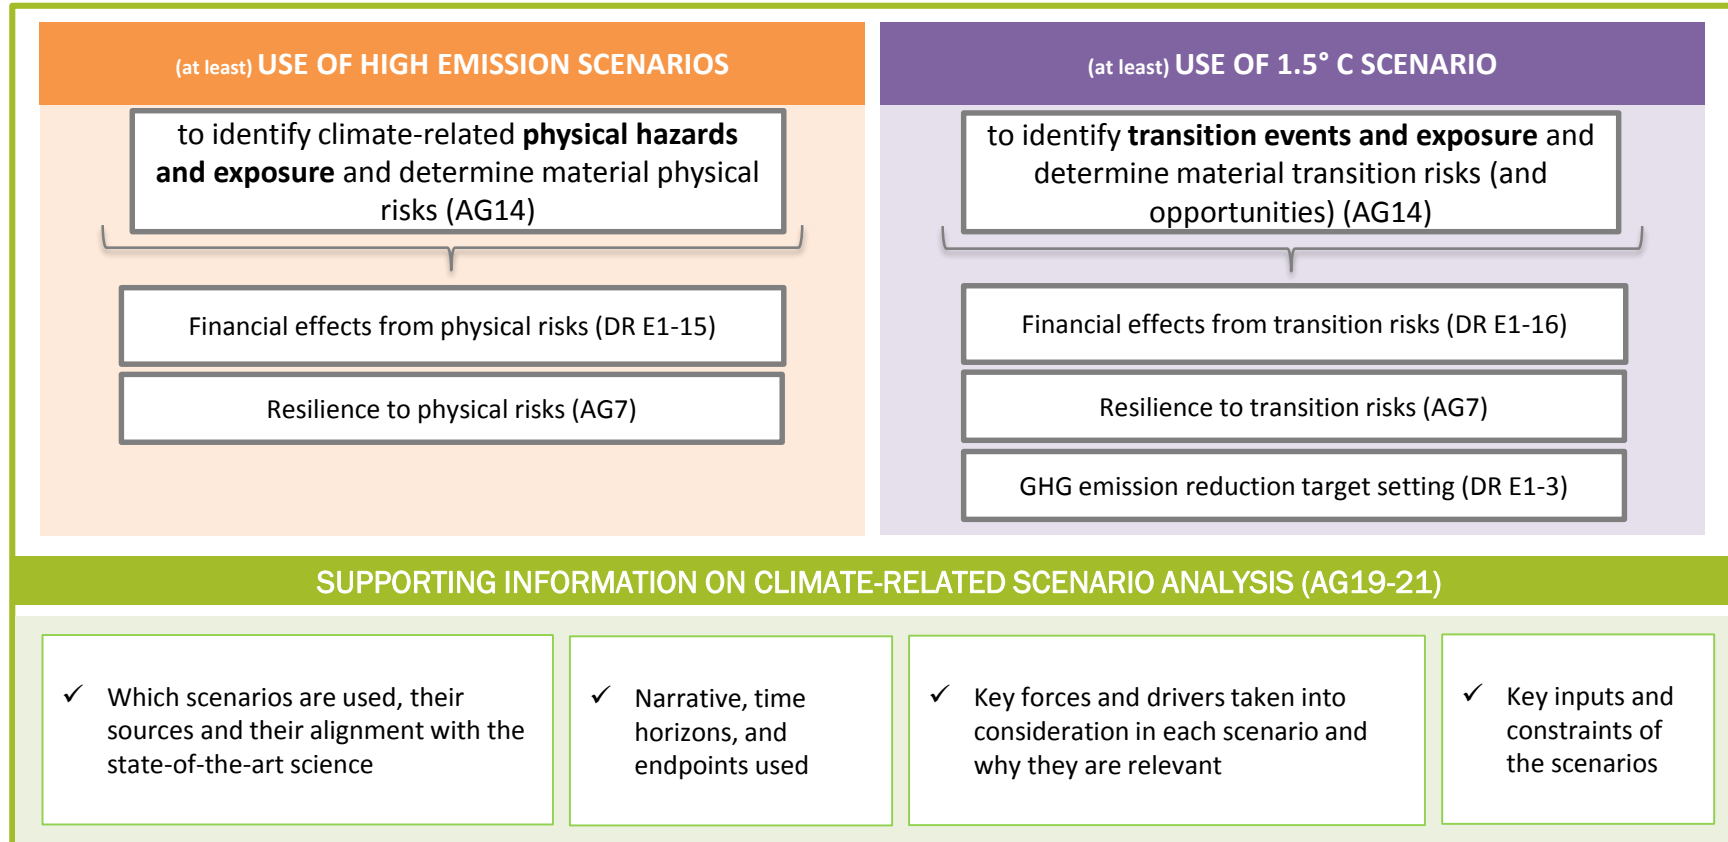 (at least) USE OF HIGH EMISSION SCENARIOS
to identify climate-related physical hazards
and exposure and determine material physical
risks (AG14)
Financial effects from physical risks (DR E1-15)
Resilience to physical risks (AG7)
(at least) USE OF 1.5° C SCENARIO
to identify transition events and exposure and
determine material transition risks (and
opportunities) (AG14)
Financial effects from transition risks (DR E1-16)
Resilience to transition risks (AG7)
GHG emission reduction target setting (DR E1-3)
SUPPORTING INFORMATION ON CLIMATE-RELATED SCENARIO ANALYSIS (AG19-21)
✓ Which scenarios are used, their
sources and their alignment with the
state-of-the-art science
✓ Narrative, time
horizons, and
endpoints used
✓ Key forces and drivers taken into
consideration in each scenario and
why they are relevant
✓ Key inputs and
constraints of
the scenarios